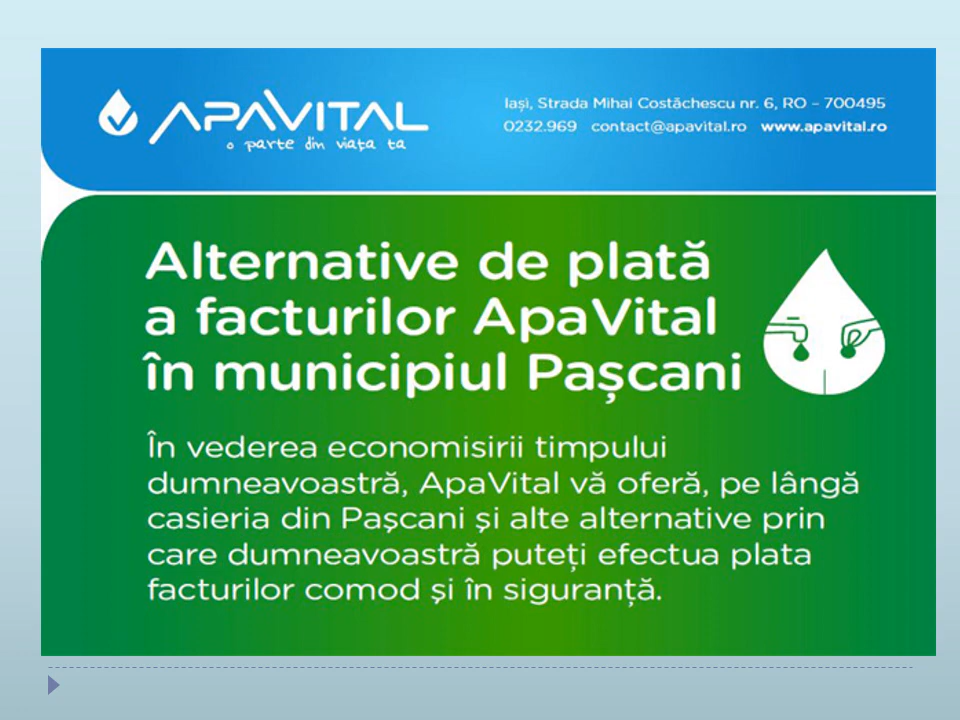 APAVITAL
o parte din viața ta
Iași, Strada Mihai Costăchescu nr. 6, RO – 700495
0232.969 contact@apavital.ro www.apavital.ro
Alternative de plată
a facturilor ApaVital
în municipiul Pașcani
În vederea economisirii timpului
dumneavoastră, ApaVital vă oferă, pe lângă
casieria din Pașcani și alte alternative prin
care dumneavoastră puteți efectua plata
facturilor comod și în siguranță.